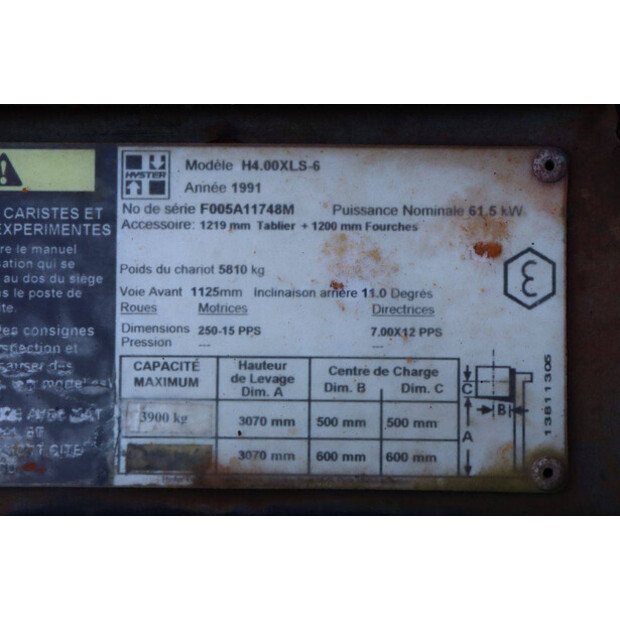 CARISTES ET
EXPERIMENTES
re le manuel
sation qui se
au dos du siège
s le poste de
te.
es consignes
spection et
HYSTER
Modèle H4.00XLS-6
Année 1991
No de série F005A11748M Puissance Nominale 61.5 kW
Accessoire: 1219 mm Tablier + 1200 mm Fourches
Poids du chariot 5810 kg
Voie Avant 1125mm Inclinaison arrière 11.0 Degrés
Roues Motrices Directrices
Dimensions 250-15 PPS 7.00X12 PPS
Pression --- ---
CAPACITÉ MAXIMUM
Hauteur de Levage Dim. A
Centre de Charge
Dim. B Dim. C
3900 kg 3070 mm 500 mm 500 mm
3070 mm 600 mm 600 mm
C
B
A
13811306